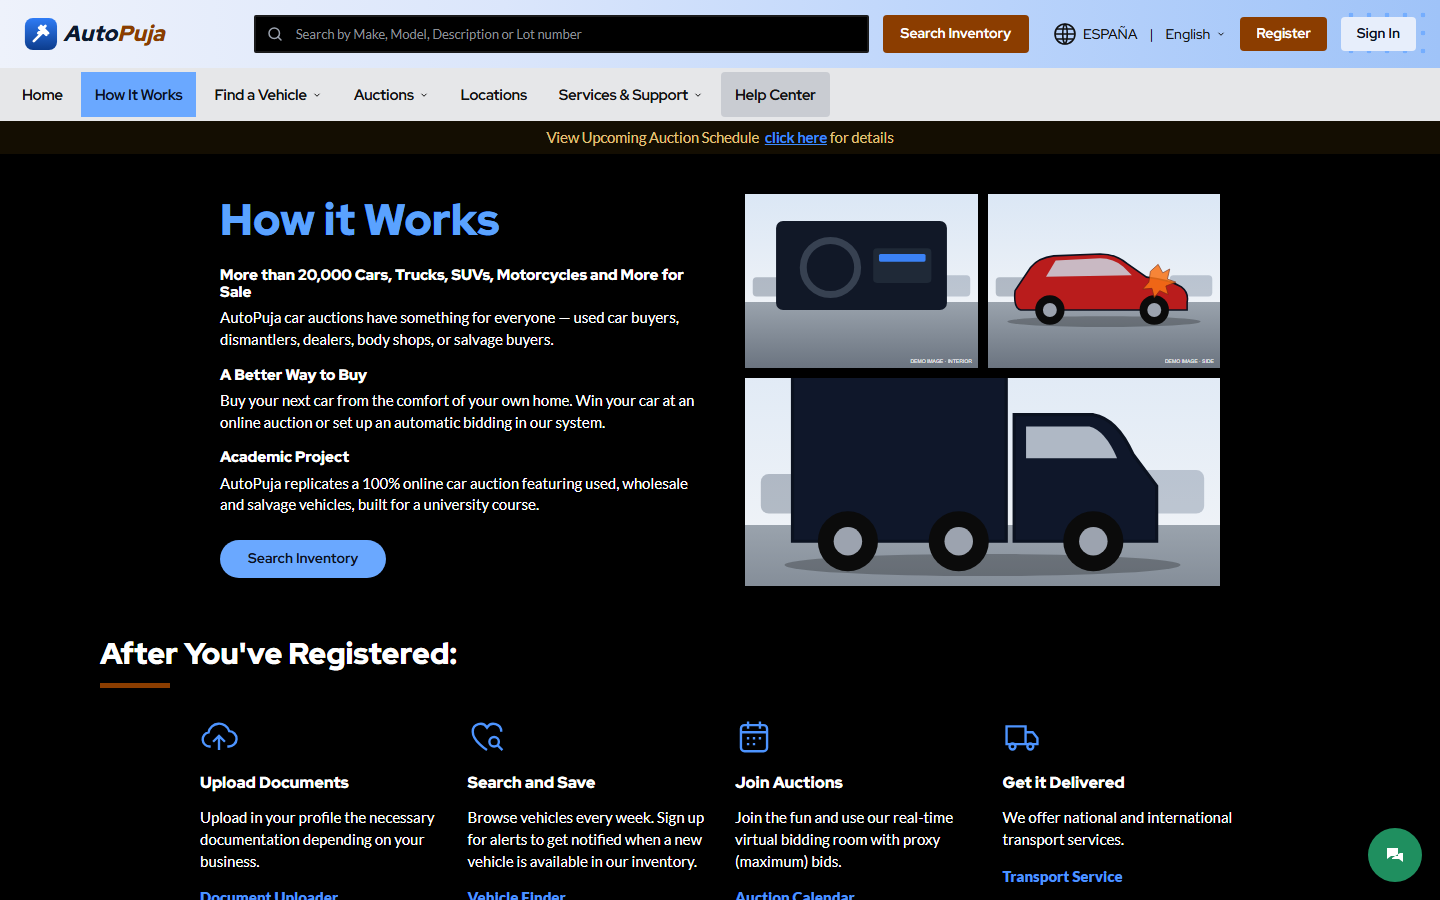 AutoPuja
Search by Make, Model, Description or Lot number
Search Inventory
ESPAÑA | English
Register
Sign In
Home
How It Works
Find a Vehicle
Auctions
Locations
Services & Support
Help Center
View Upcoming Auction Schedule click here for details
How it Works
More than 20,000 Cars, Trucks, SUVs, Motorcycles and More for
Sale
AutoPuja car auctions have something for everyone — used car buyers,
dismantlers, dealers, body shops, or salvage buyers.
A Better Way to Buy
Buy your next car from the comfort of your own home. Win your car at an
online auction or set up an automatic bidding in our system.
Academic Project
AutoPuja replicates a 100% online car auction featuring used, wholesale
and salvage vehicles, built for a university course.
Search Inventory
DEMO IMAGE · INTERIOR
DEMO IMAGE · SIDE
After You've Registered:
Upload Documents
Upload in your profile the necessary
documentation depending on your
business.
Document Uploader
Search and Save
Browse vehicles every week. Sign up
for alerts to get notified when a new
vehicle is available in our inventory.
Vehicle Finder
Join Auctions
Join the fun and use our real-time
virtual bidding room with proxy
(maximum) bids.
Auction Calendar
Get it Delivered
We offer national and international
transport services.
Transport Service